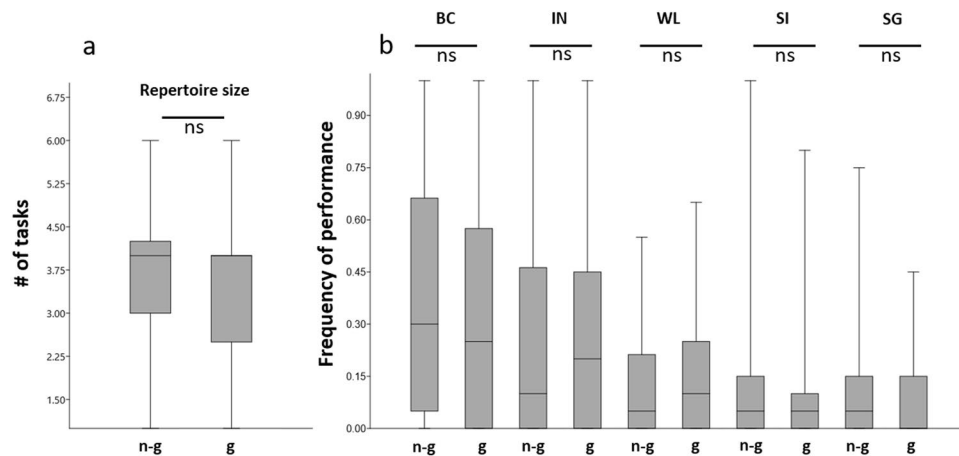 a
Repertoire size
ns
# of tasks
6.75
6.00
5.25
4.50
3.75
3.00
2.25
1.50
n-g g
b
BC IN WL SI SG
ns ns ns ns ns
Frequency of performance
0.90
0.75
0.60
0.45
0.30
0.15
0.00
n-g g n-g g n-g g n-g g n-g g